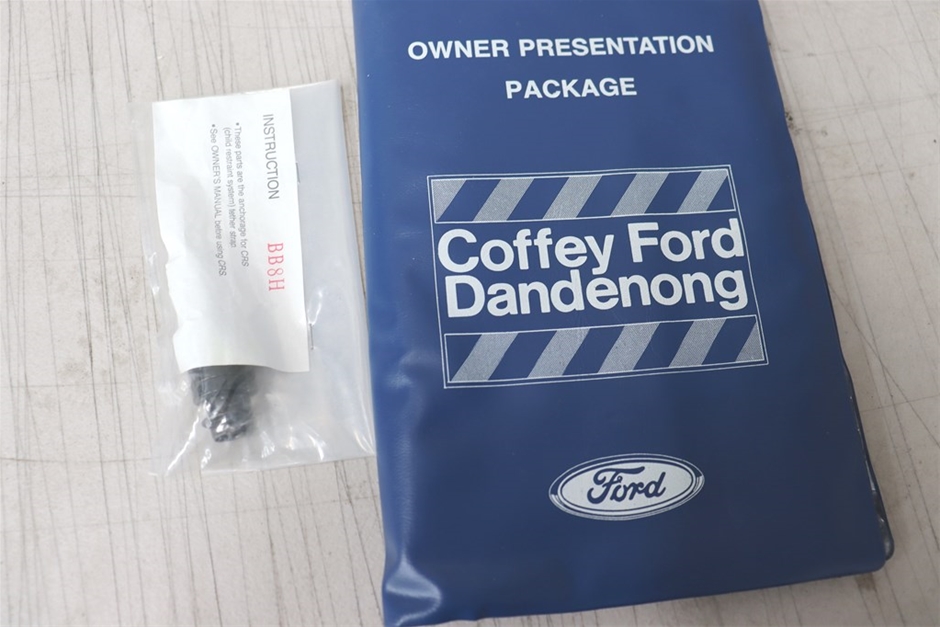 INSTRUCTION
BB8H
• These parts are the anchorage for CRS
(child restraint system) tether strap
• See OWNER'S MANUAL before using CRS
OWNER PRESENTATION
PACKAGE
Coffey Ford
Dandenong
Ford